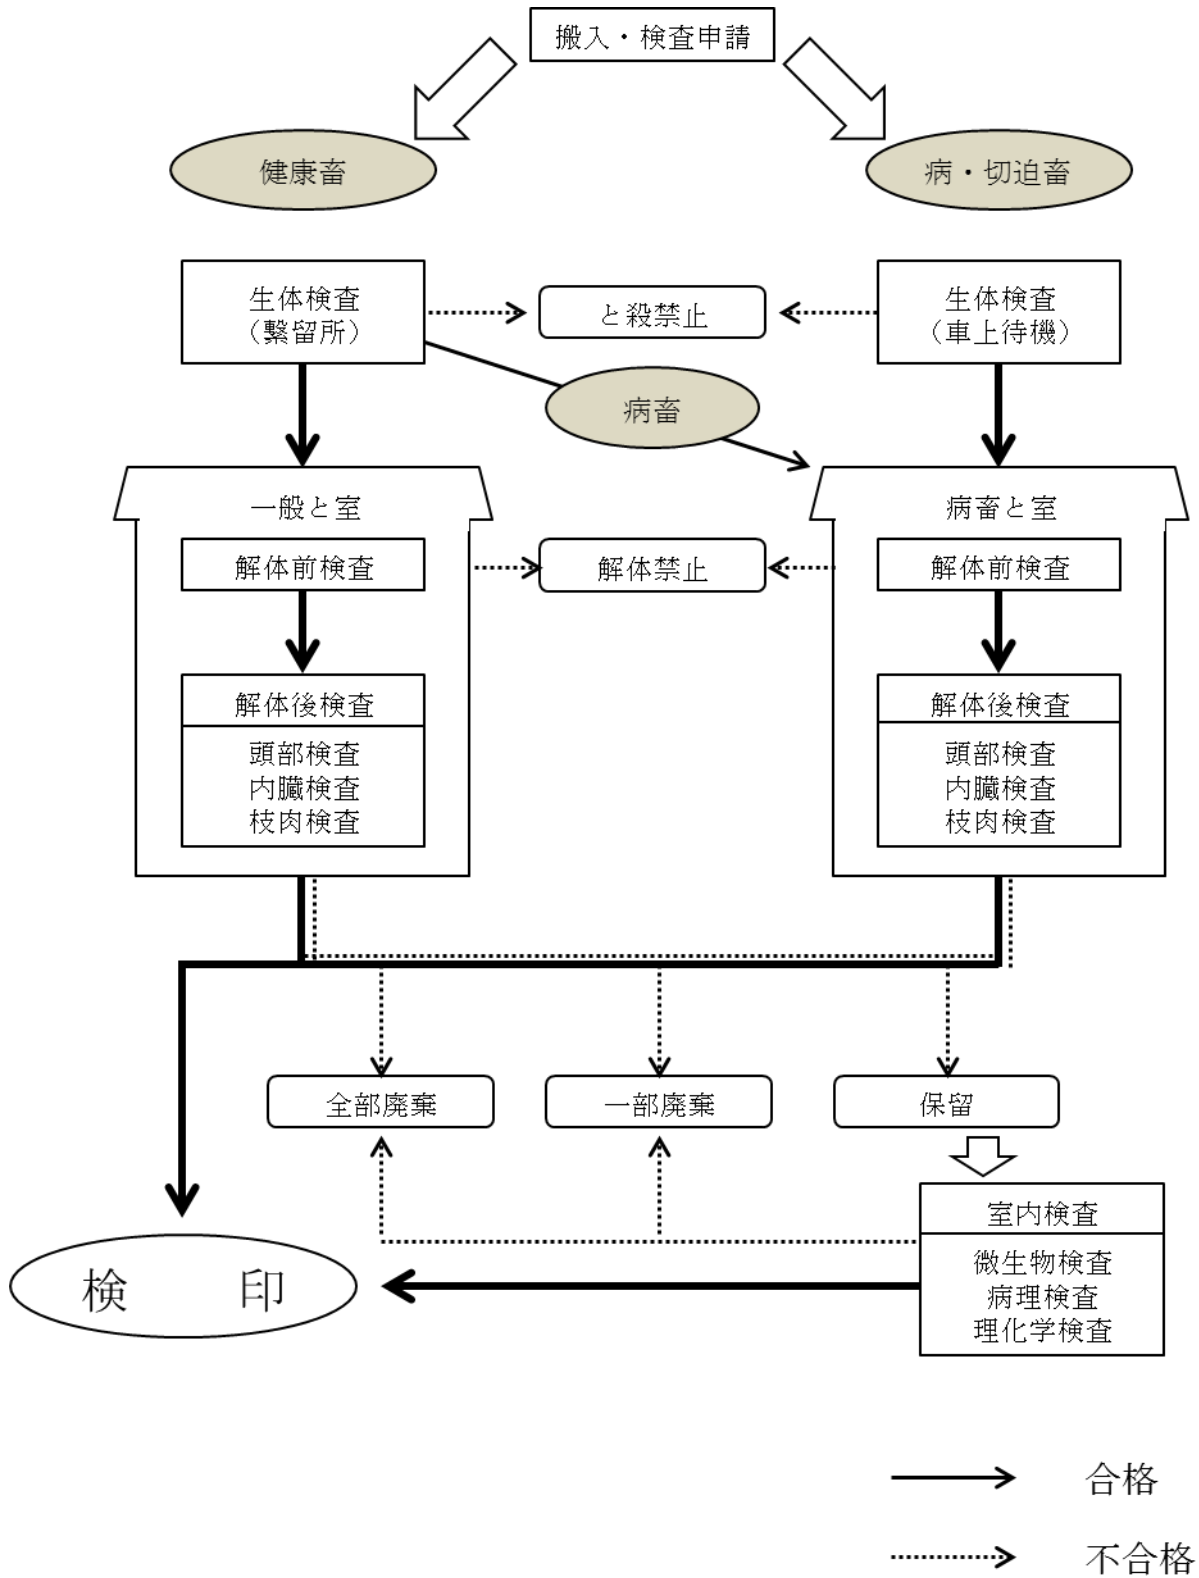 搬入・検査申請
健康畜
病・切迫畜
生体検査
（繫留所）
と殺禁止
生体検査
（車上待機）
病畜
一般と室
病畜と室
解体前検査
解体禁止
解体前検査
解体後検査
頭部検査
内臓検査
枝肉検査
解体後検査
頭部検査
内臓検査
枝肉検査
全部廃棄
一部廃棄
保留
室内検査
微生物検査
病理検査
理化学検査
検　　印
合格
不合格